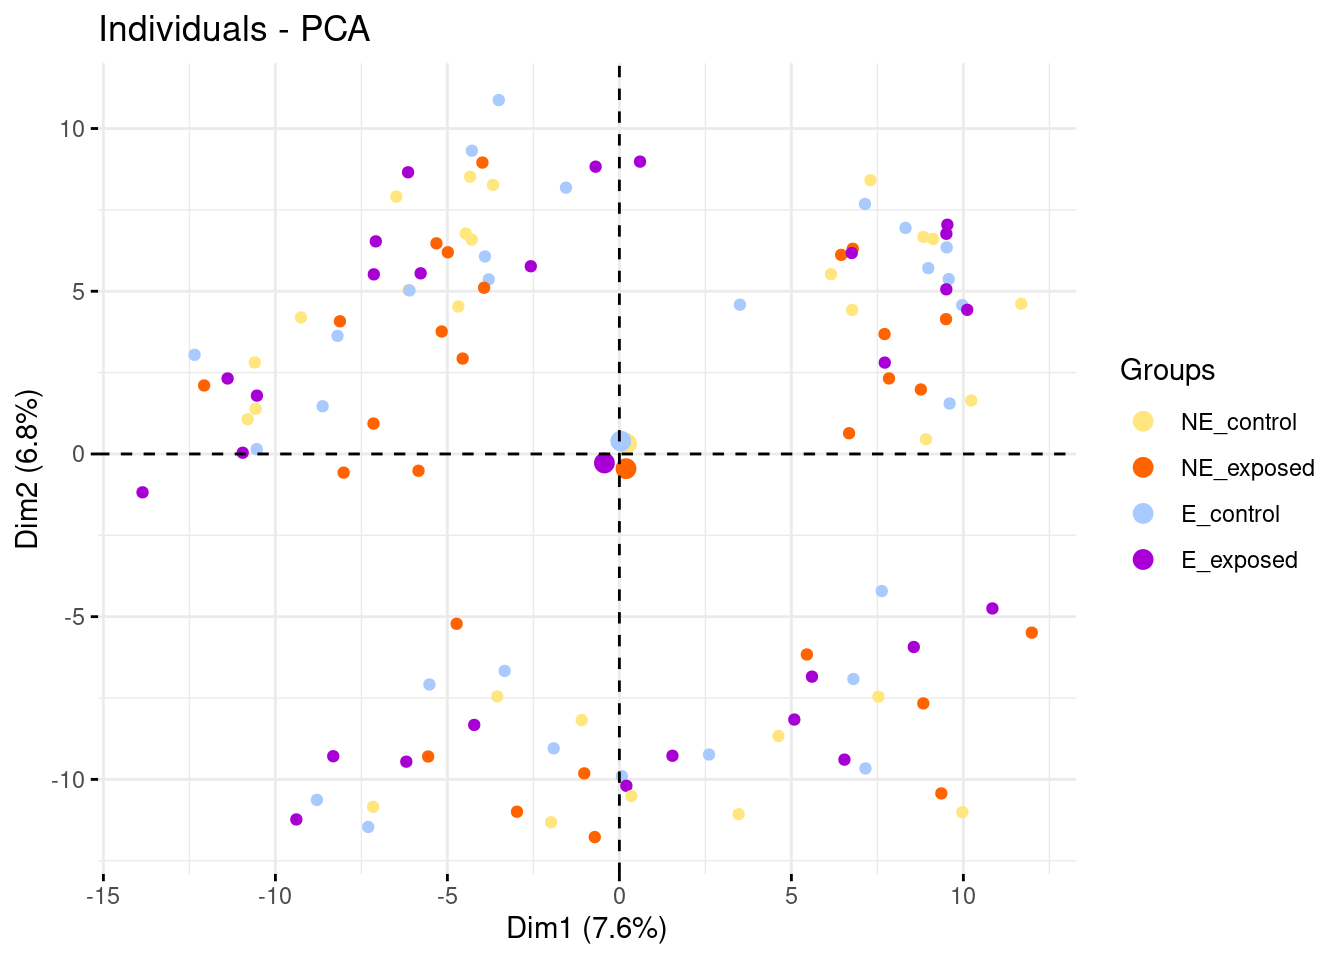 Individuals - PCA
10
5
0
-5
-10
Dim2 (6.8%)
-15
-10
-5
0
5
10
Dim1 (7.6%)
Groups
NE_control
NE_exposed
E_control
E_exposed